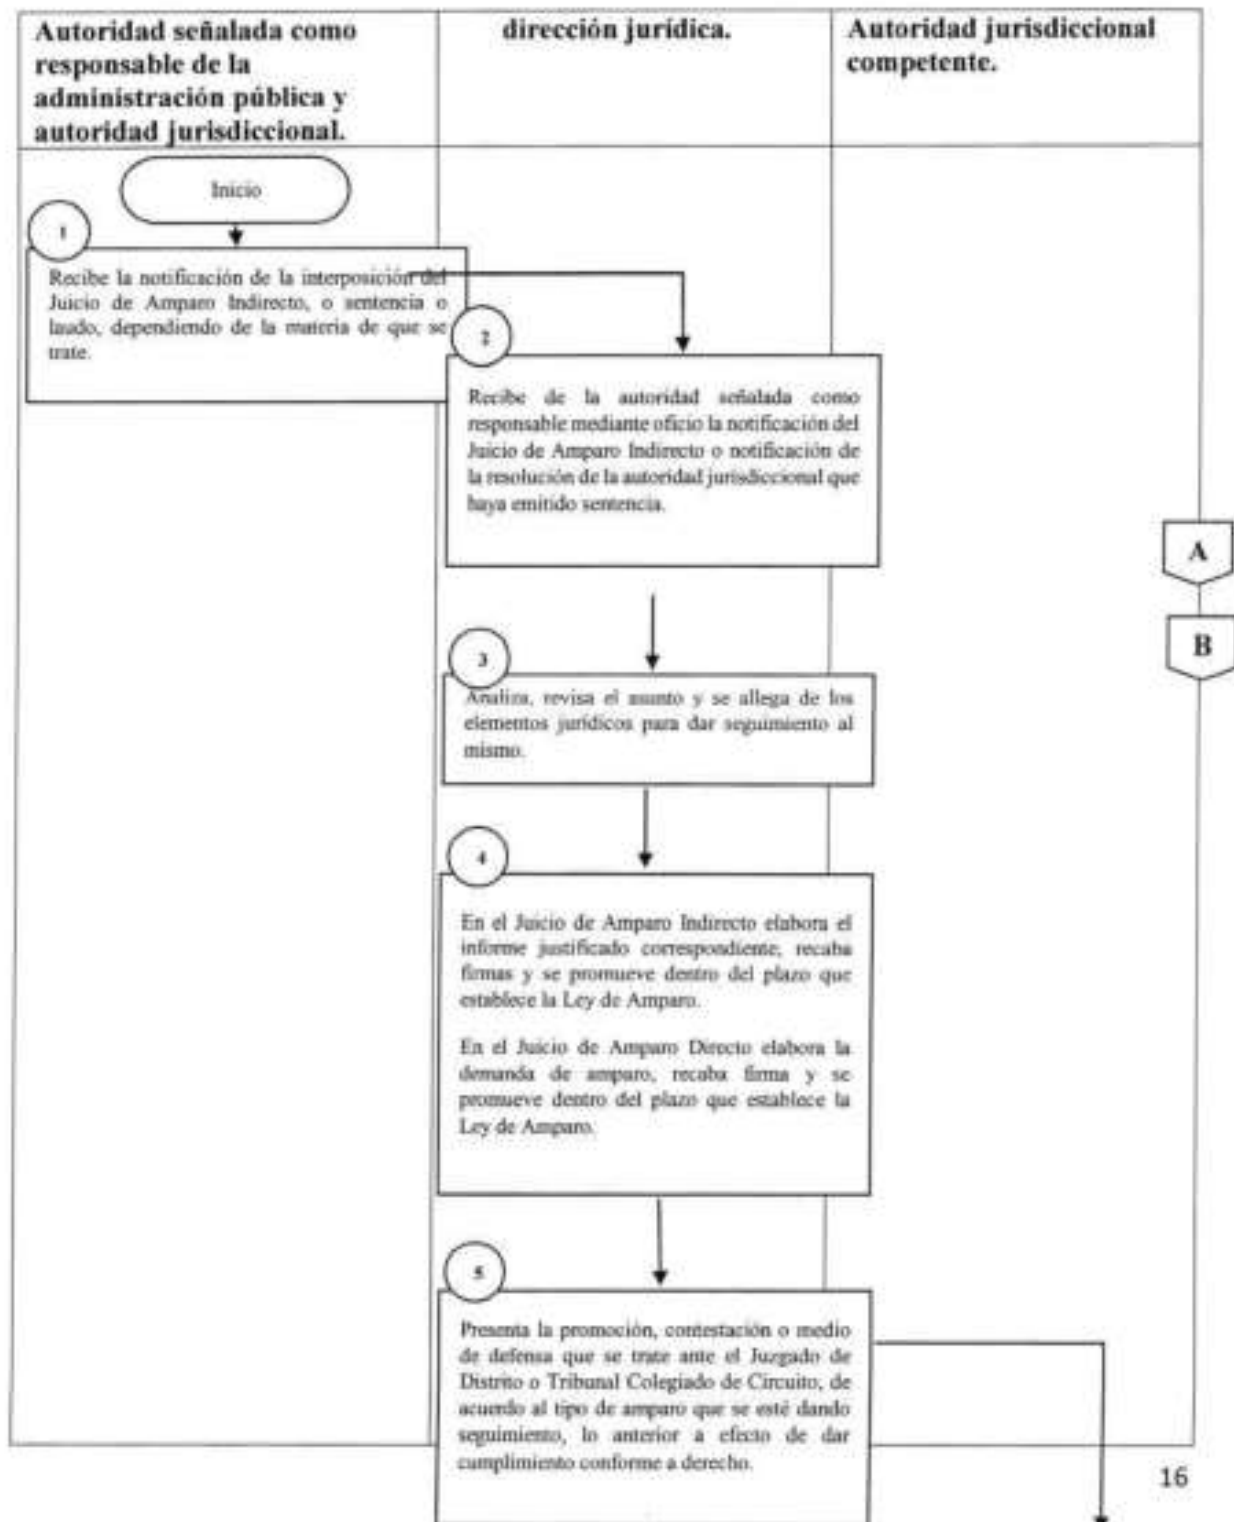 Autoridad señalada como
responsable de la
administración pública y
autoridad jurisdiccional.
dirección jurídica.
Autoridad jurisdiccional
competente.
Inicio
1
Recibe la notificación de la interposición del
Juicio de Amparo Indirecto, o sentencia o
laudo, dependiendo de la materia de que se
trate.
2
Recibe de la autoridad señalada como
responsable mediante oficio la notificación del
Juicio de Amparo Indirecto o notificación de
la resolución de la autoridad jurisdiccional que
haya emitido sentencia.
A
B
3
Analiza, revisa el asunto y se allega de los
elementos jurídicos para dar seguimiento al
mismo.
4
En el Juicio de Amparo Indirecto elabora el
informe justificado correspondiente, recaba
firmas y se promueve dentro del plazo que
establece la Ley de Amparo.
En el Juicio de Amparo Directo elabora la
demanda de amparo, recaba firma y se
promueve dentro del plazo que establece la
Ley de Amparo.
5
Presenta la promoción, contestación o medio
de defensa que se trate ante el Juzgado de
Distrito o Tribunal Colegiado de Circuito, de
acuerdo al tipo de amparo que se esté dando
seguimiento, lo anterior a efecto de dar
cumplimiento conforme a derecho.
16